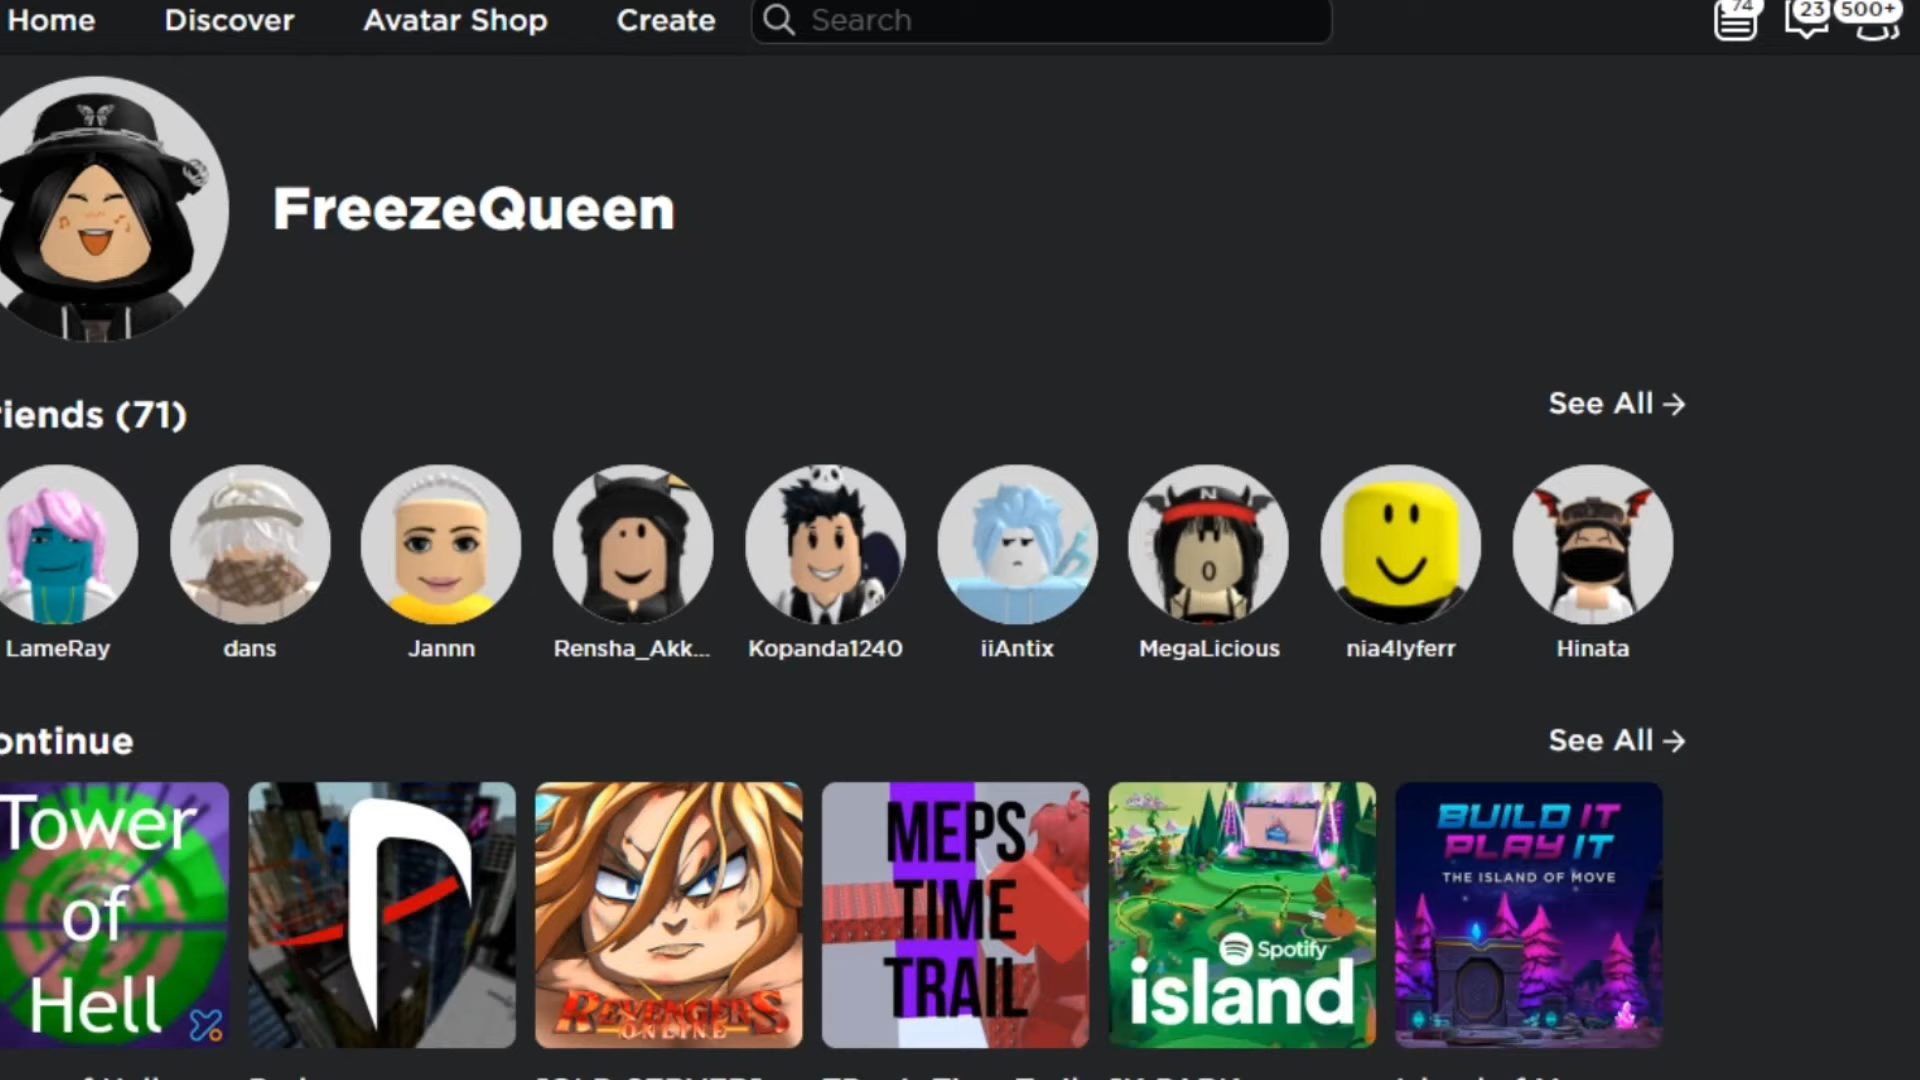 Home Discover Avatar Shop Create Search 74 23 500+
FreezeQueen
riends (71) See All
LameRay dans Jannn Rensha_Akk... Kopanda1240 iiAntix MegaLicious nia4lyferr Hinata
N
ontinue See All
Tower
of
Hell
REVENGERS
ONLINE
MEPS
TIME
TRAIL
Spotify
island
BUILD IT
PLAY IT
THE ISLAND OF MOVE